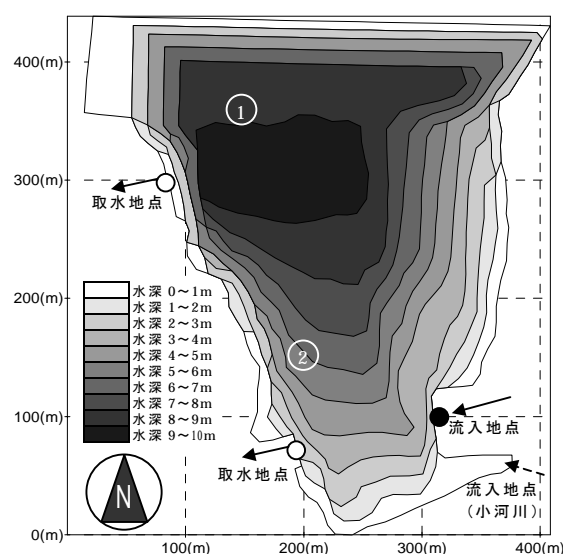 400(m)
300(m)
200(m)
100(m)
0(m)
100(m)
200(m)
300(m)
400(m)
1
2
取水地点
水深 0～1m
水深 1～2m
水深 2～3m
水深 3～4m
水深 4～5m
水深 5～6m
水深 6～7m
水深 7～8m
水深 8～9m
水深 9～10m
N
取水地点
流入地点
流入地点
(小河川)